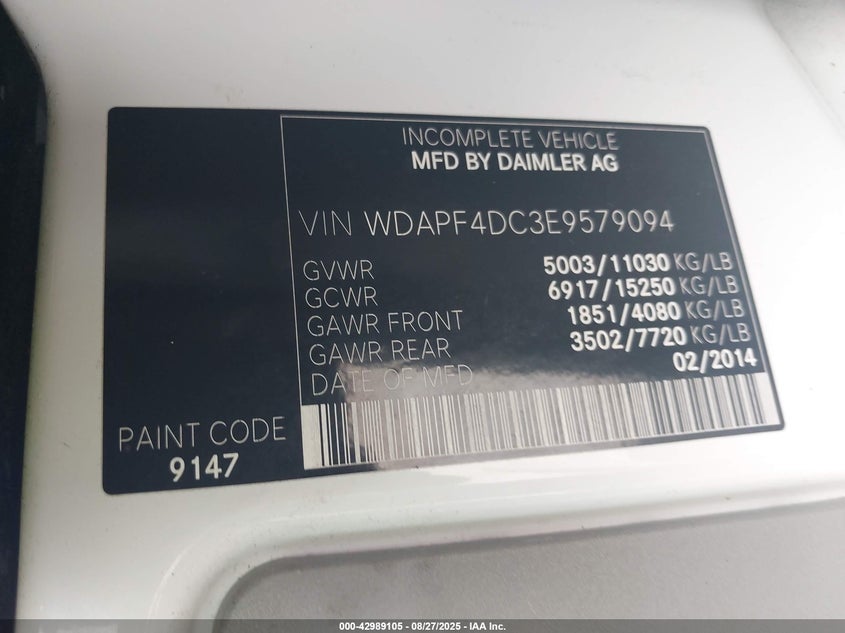 INCOMPLETE VEHICLE
MFD BY DAIMLER AG
VIN WDAPF4DC3E9579094
GVWR 5003/11030 KG/LB
GCWR 6917/15250 KG/LB
GAWR FRONT 1851/4080 KG/LB
GAWR REAR 3502/7720 KG/LB
DATE OF MFD 02/2014
PAINT CODE
9147
000-42989105 - 08/27/2025 - IAA Inc.